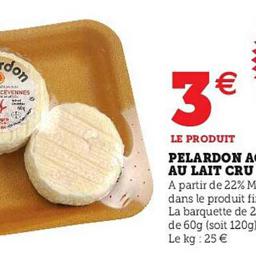 rdon
CÉVENNES
3€
LE PRODUIT
PELARDON A
AU LAIT CRU
A partir de 22% M
dans le produit fi
La barquette de 2
de 60g (soit 120g)
Le kg : 25 €